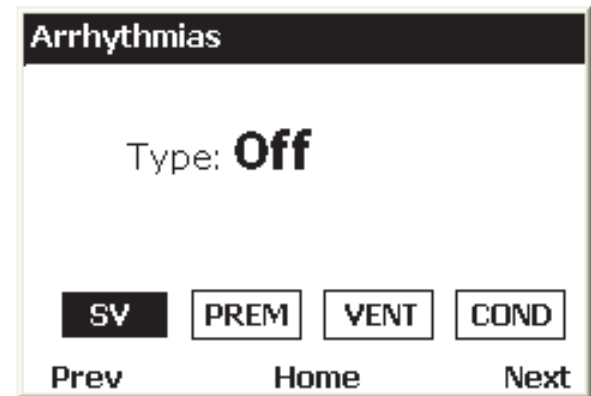 Arrhythmias
Type: Off
SV PREM VENT COND
Prev Home Next